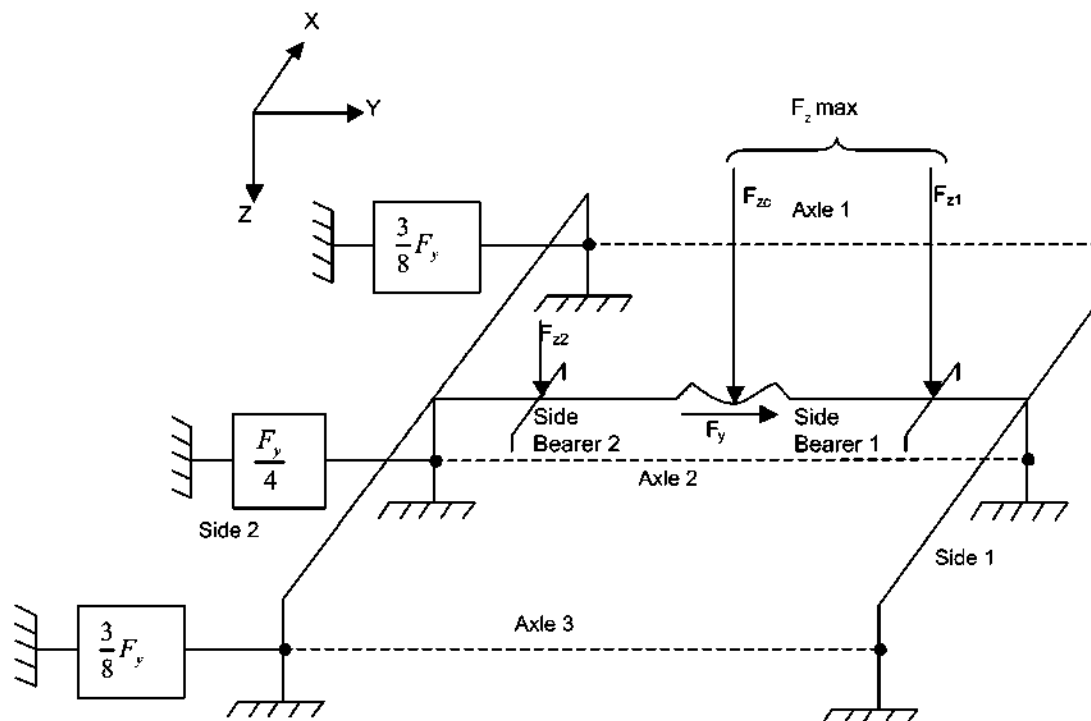 X
Y
Z
F_z max
F_zc
F_z1
Axle 1
3/8 F_y
F_z2
Side
Bearer 2
F_y
Side
Bearer 1
F_y/4
Axle 2
Side 2
Side 1
3/8 F_y
Axle 3